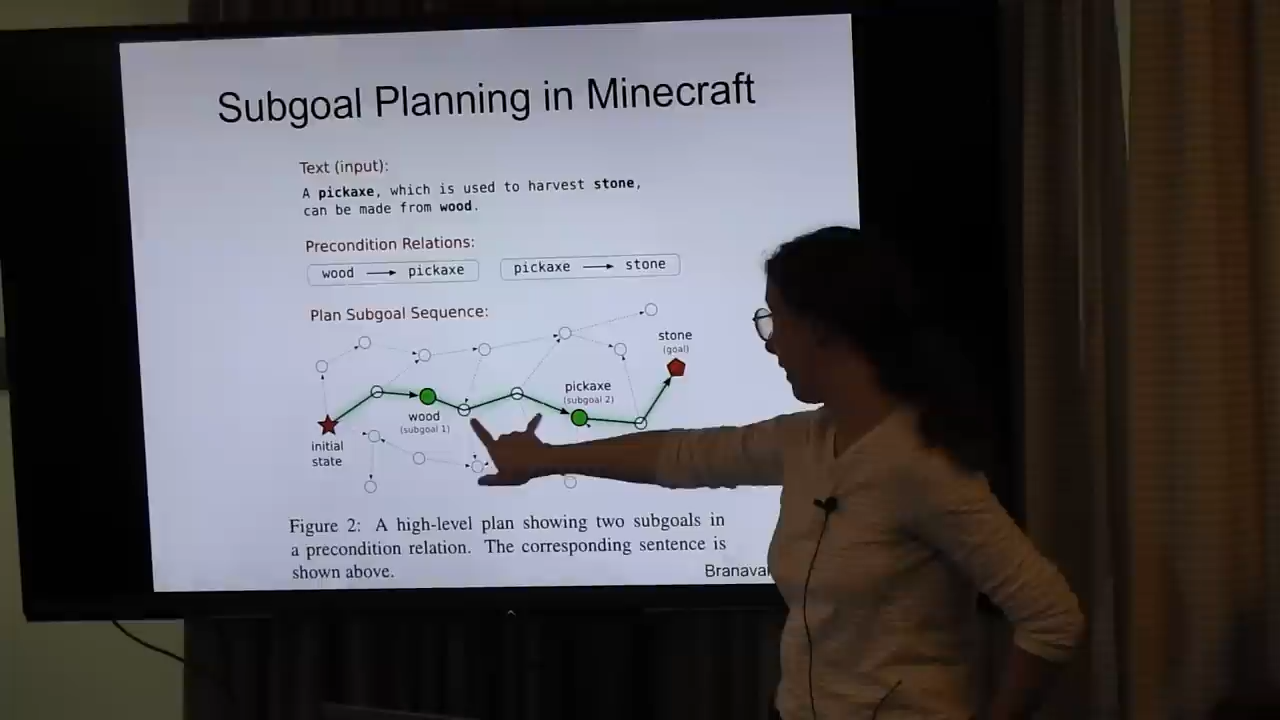 Subgoal Planning in Minecraft
Text (input):
A pickaxe, which is used to harvest stone,
can be made from wood.
Precondition Relations:
wood → pickaxe pickaxe → stone
Plan Subgoal Sequence:
stone
(goal)
pickaxe
(subgoal 2)
wood
(subgoal 1)
initial
state
Figure 2: A high-level plan showing two subgoals in
a precondition relation. The corresponding sentence is
shown above.